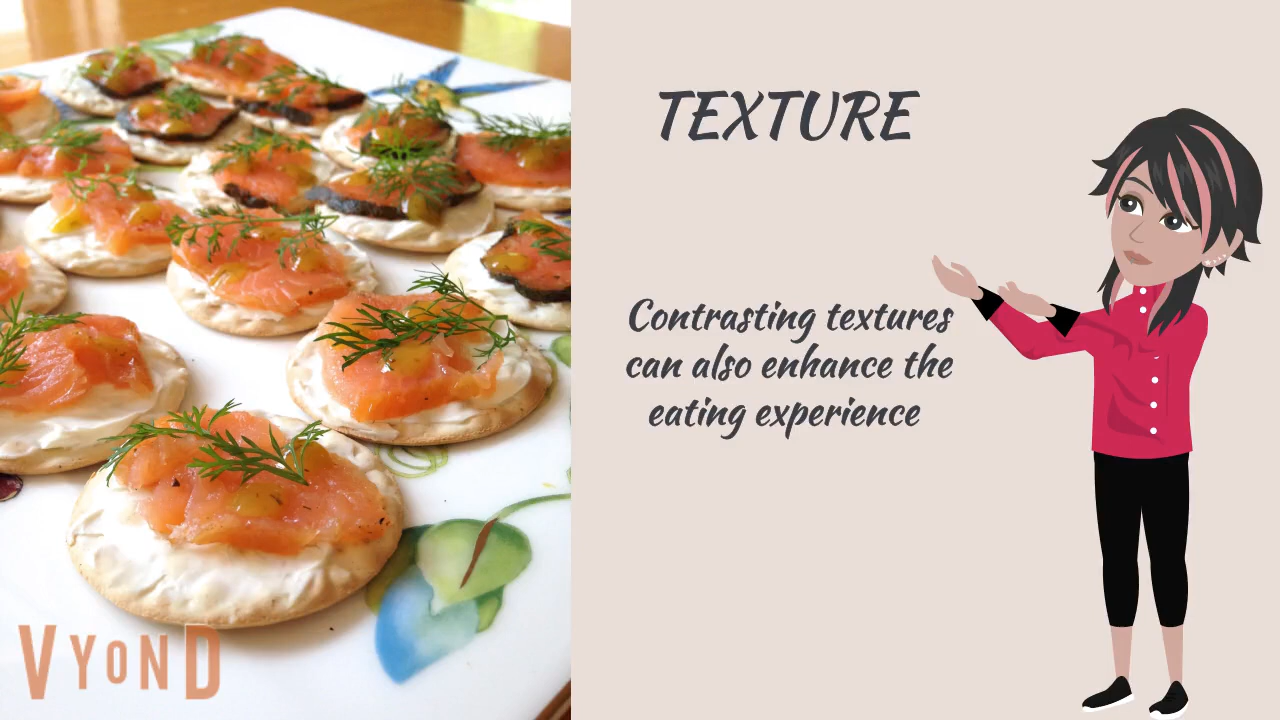 TEXTURE
Contrasting textures
can also enhance the
eating experience
VYOND